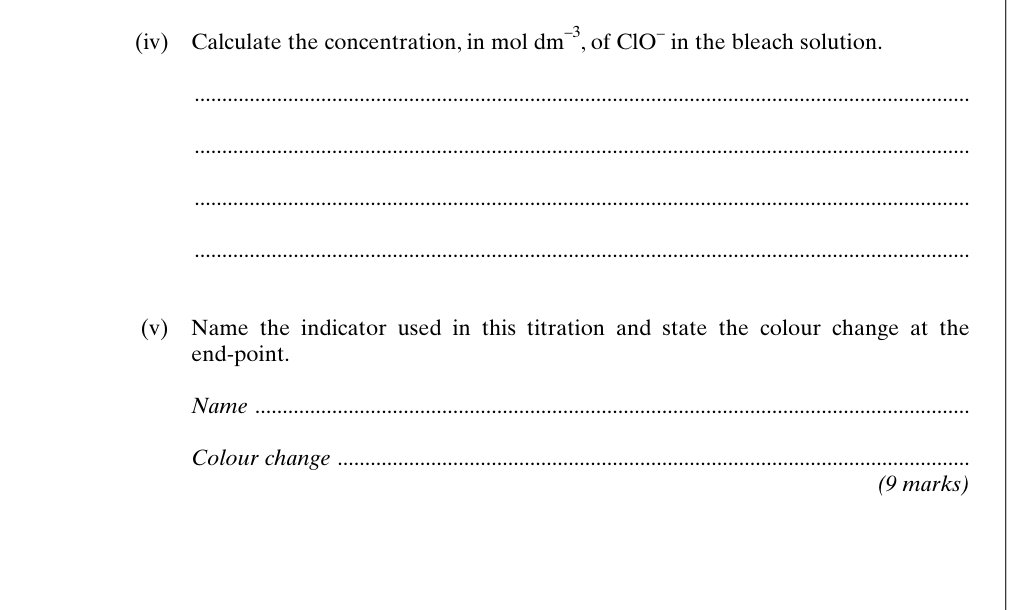 (iv) Calculate the concentration, in mol dm⁻³, of ClO⁻ in the bleach solution.
(v) Name the indicator used in this titration and state the colour change at the
end-point.
Name ..........................................................................................
Colour change ..........................................................................................
(9 marks)